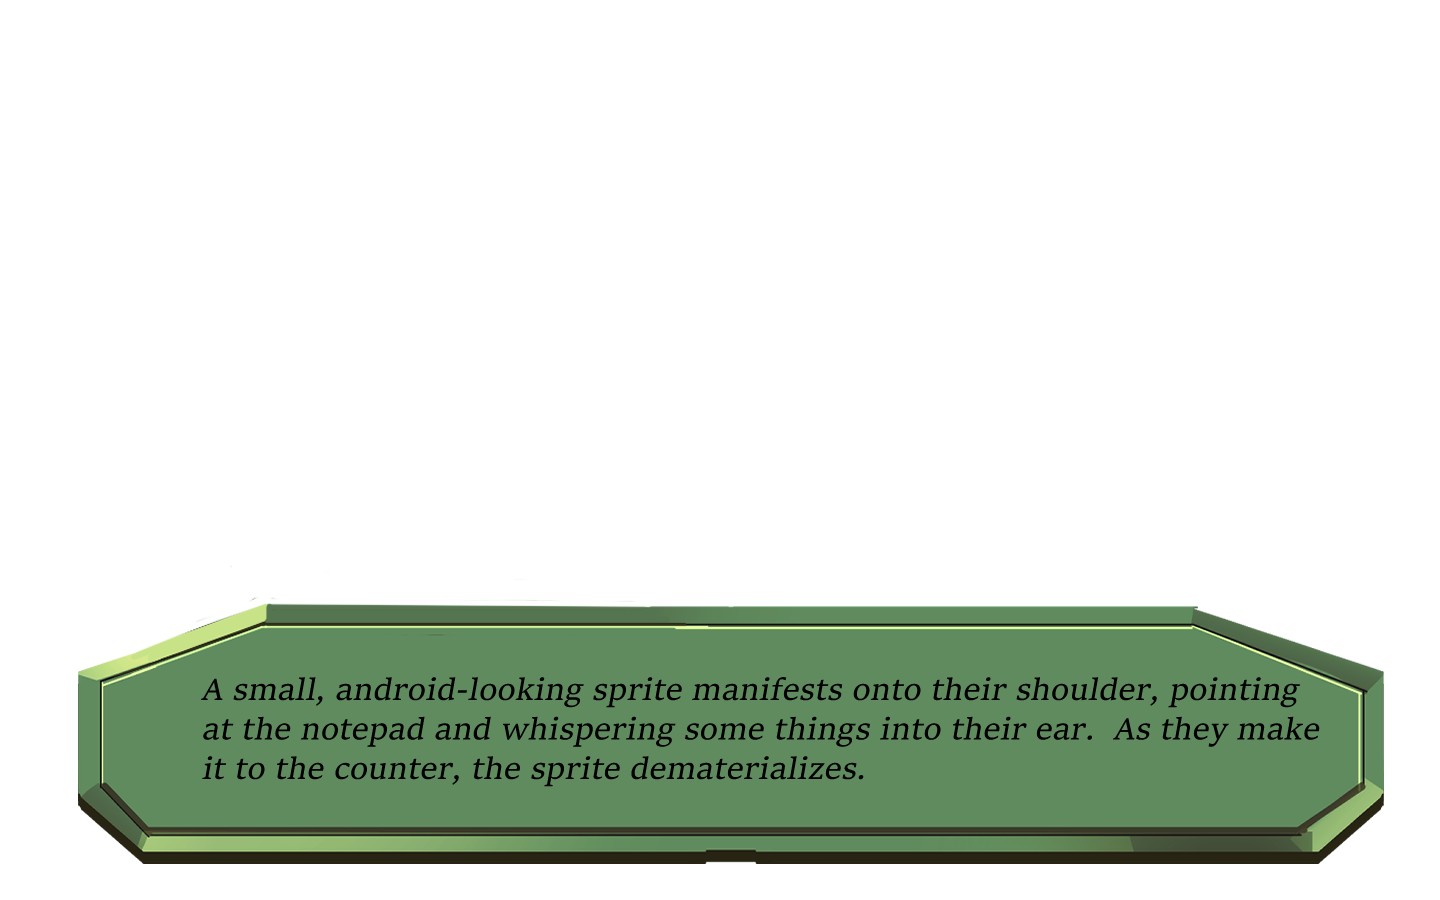 A small, android-looking sprite manifests onto their shoulder, pointing
at the notepad and whispering some things into their ear.  As they make
it to the counter, the sprite dematerializes.